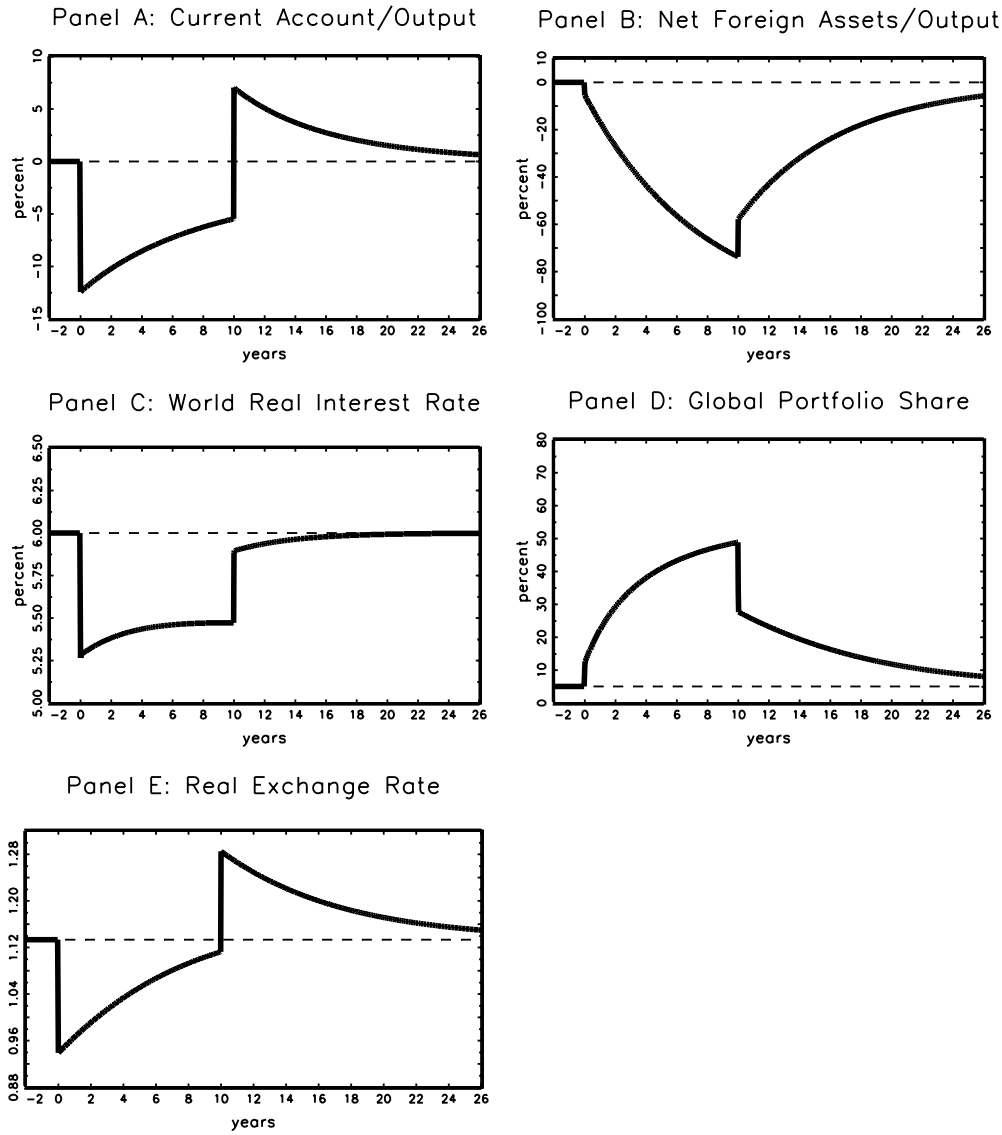 Panel A: Current Account/Output
10
5
0
-5
-10
-15
percent
-2 0 2 4 6 8 10 12 14 16 18 20 22 24 26
years
Panel B: Net Foreign Assets/Output
10
0
-20
-40
-60
-80
-100
percent
-2 0 2 4 6 8 10 12 14 16 18 20 22 24 26
years
Panel C: World Real Interest Rate
6.50
6.25
6.00
5.75
5.50
5.25
5.00
percent
-2 0 2 4 6 8 10 12 14 16 18 20 22 24 26
years
Panel D: Global Portfolio Share
80
70
60
50
40
30
20
10
0
percent
-2 0 2 4 6 8 10 12 14 16 18 20 22 24 26
years
Panel E: Real Exchange Rate
1.28
1.20
1.12
1.04
0.96
0.88
-2 0 2 4 6 8 10 12 14 16 18 20 22 24 26
years